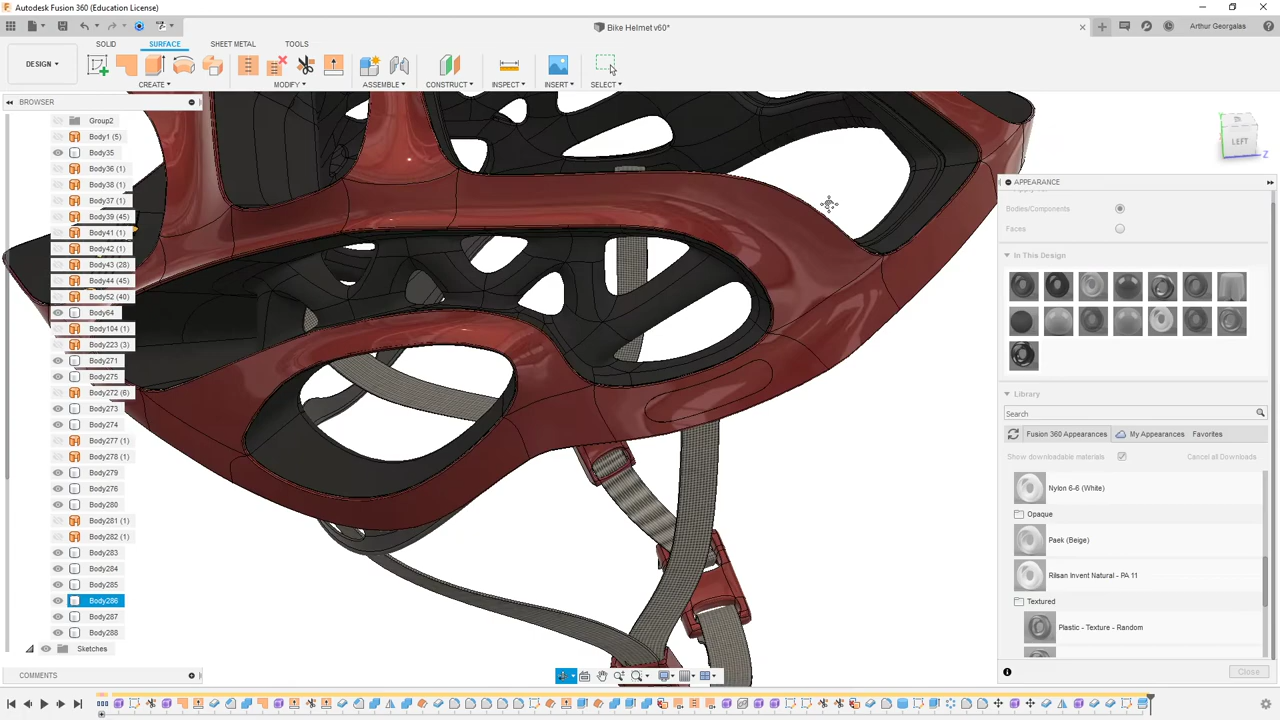 Autodesk Fusion 360 (Education License)
Bike Helmet v60*
Arthur Georgalas
SOLID SURFACE SHEET METAL TOOLS
DESIGN
CREATE MODIFY ASSEMBLE CONSTRUCT INSPECT INSERT SELECT
BROWSER
Group2
Body1 (5)
Body35
Body36 (1)
Body38 (1)
Body37 (1)
Body39 (45)
Body41 (1)
Body42 (1)
Body43 (28)
Body44 (45)
Body52 (40)
Body64
Body104 (1)
Body223 (3)
Body271
Body275
Body272 (6)
Body273
Body274
Body277 (1)
Body278 (1)
Body279
Body276
Body280
Body281 (1)
Body282 (1)
Body283
Body284
Body285
Body286
Body287
Body288
Sketches
COMMENTS
LEFT
Z
APPEARANCE
Bodies/Components
Faces
In This Design
Library
Search
Fusion 360 Appearances My Appearances Favorites
Show downloadable materials Cancel all Downloads
Nylon 6-6 (White)
Opaque
Paek (Beige)
Rilsan Invent Natural - PA 11
Textured
Plastic - Texture - Random
Close